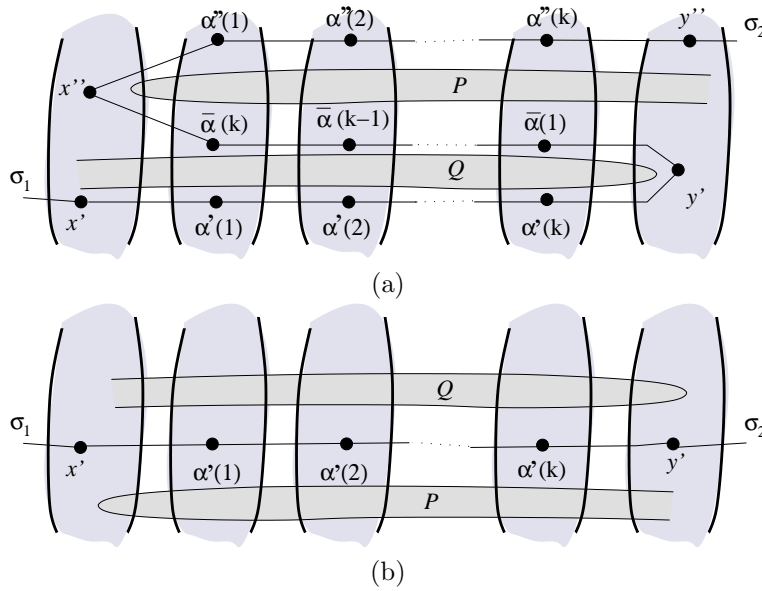 α''(1) α''(2) α''(k) y'' σ2
x'' P
ᾱ(k) ᾱ(k−1) ᾱ(1)
Q
σ1 y'
x' α'(1) α'(2) α'(k)
(a)
Q
σ1 σ2
x' α'(1) α'(2) α'(k) y'
P
(b)